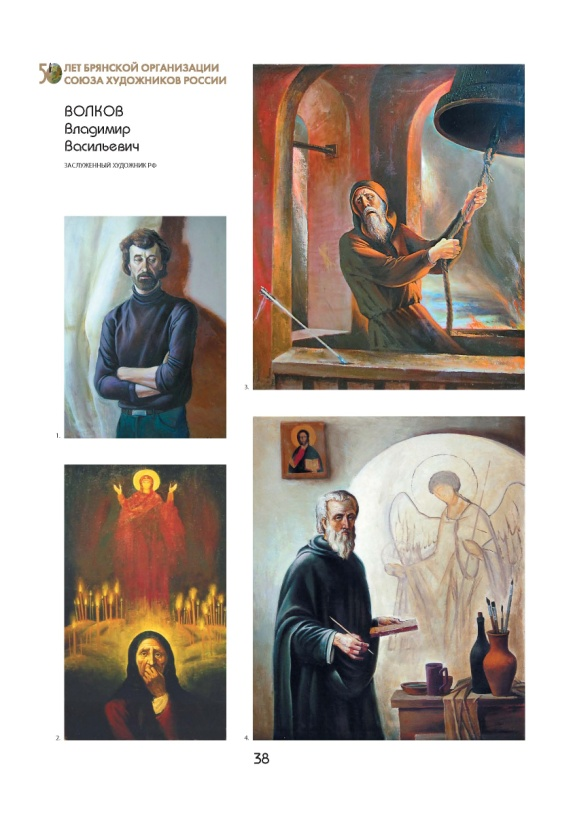 50 ЛЕТ БРЯНСКОЙ ОРГАНИЗАЦИИ
СОЮЗА ХУДОЖНИКОВ РОССИИ
ВОЛКОВ
Владимир
Васильевич
ЗАСЛУЖЕННЫЙ ХУДОЖНИК РФ
1.
2.
3.
4.
38